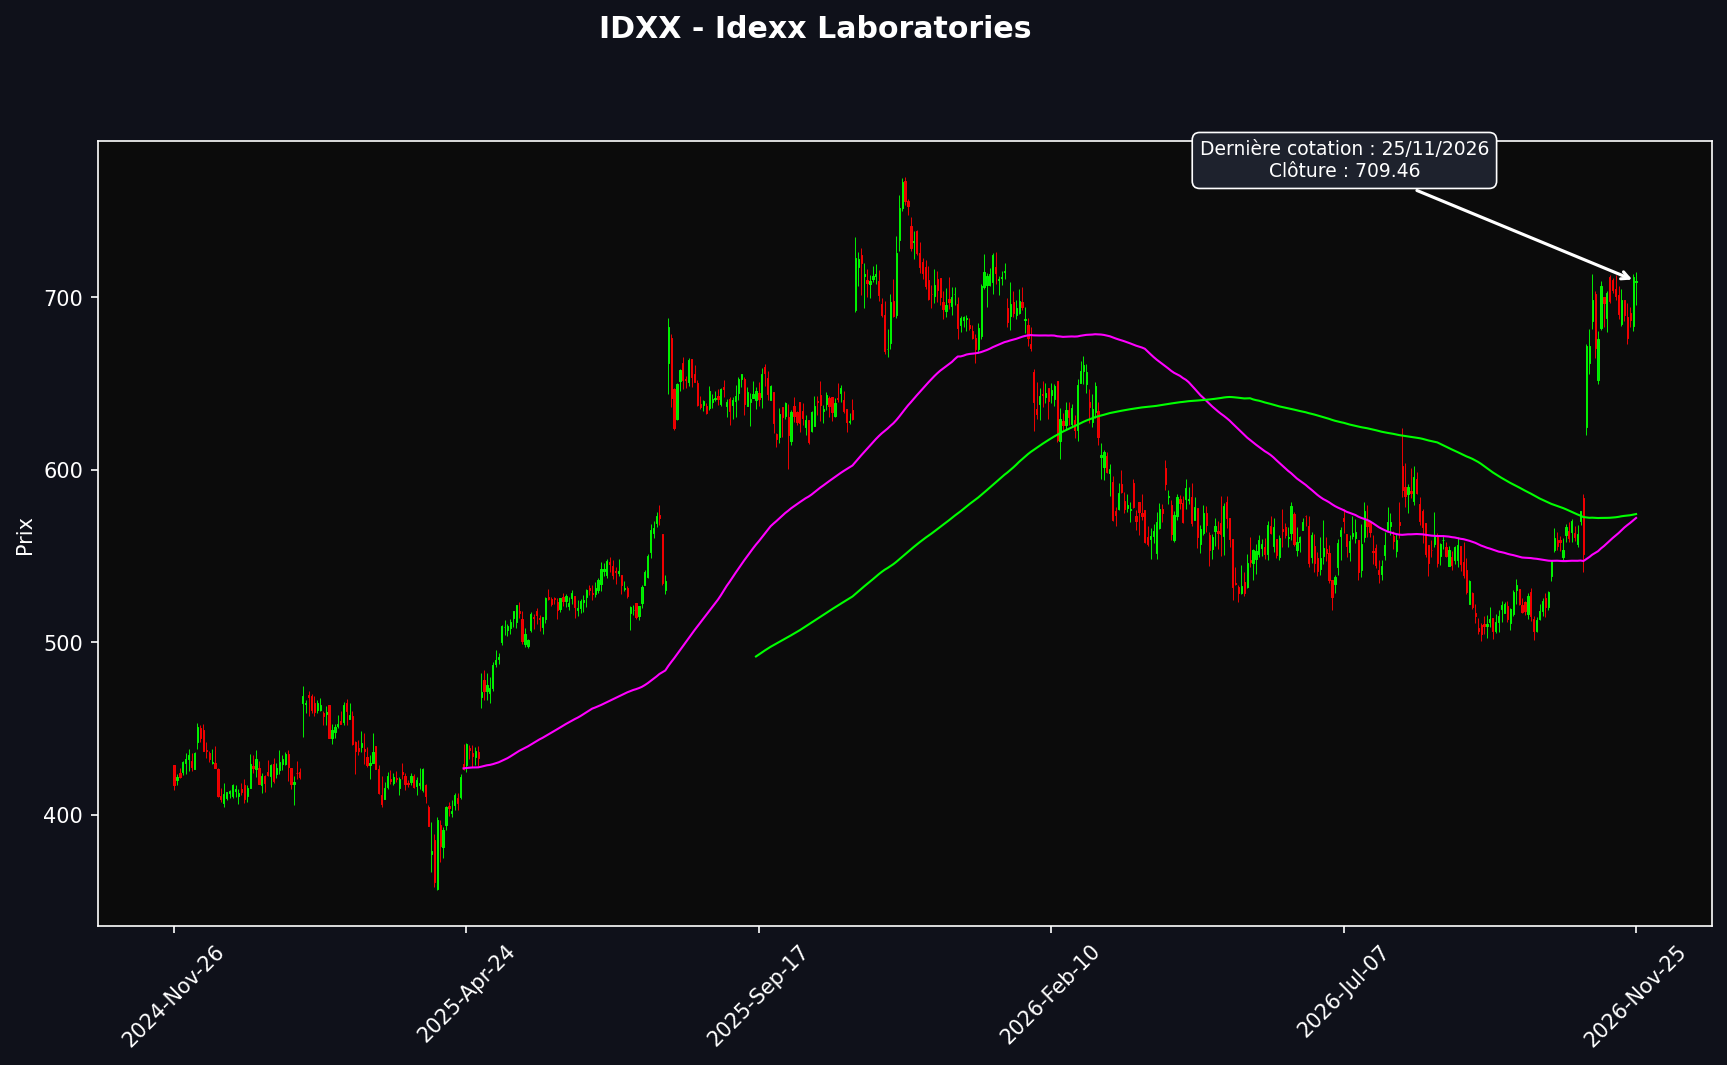 IDXX - Idexx Laboratories
Dernière cotation : 25/11/2026
Clôture : 709.46
Prix
700
600
500
400
2024-Nov-26
2025-Apr-24
2025-Sep-17
2026-Feb-10
2026-Jul-07
2026-Nov-25